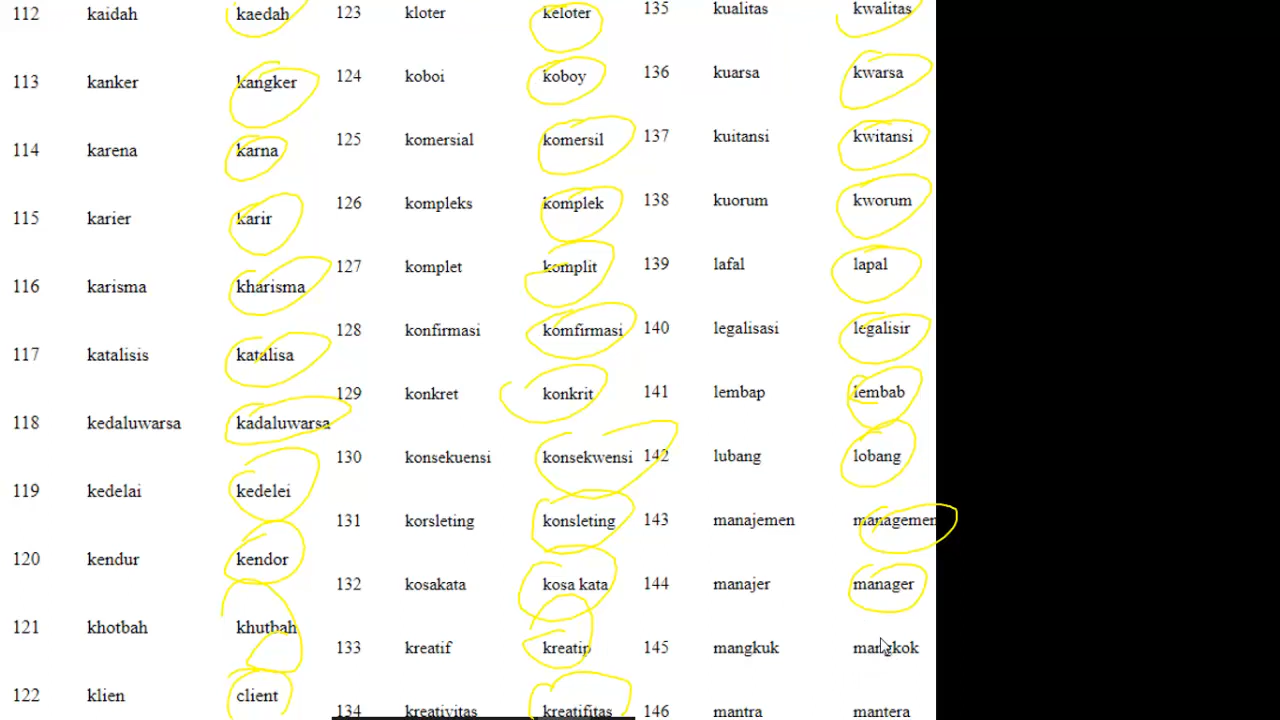 112 kaidah kaedah
113 kanker kangker
114 karena karna
115 karier karir
116 karisma kharisma
117 katalisis katalisa
118 kedaluwarsa kadaluwarsa
119 kedelai kedelei
120 kendur kendor
121 khotbah khutbah
122 klien client
123 kloter keloter
124 koboi koboy
125 komersial komersil
126 kompleks komplek
127 komplet komplit
128 konfirmasi komfirmasi
129 konkret konkrit
130 konsekuensi konsekwensi
131 korsleting konsleting
132 kosakata kosa kata
133 kreatif kreatip
134 kreativitas kreatifitas
135 kualitas kwalitas
136 kuarsa kwarsa
137 kuitansi kwitansi
138 kuorum kworum
139 lafal lapal
140 legalisasi legalisir
141 lembap lembab
142 lubang lobang
143 manajemen managemen
144 manajer manager
145 mangkuk mangkok
146 mantra mantera